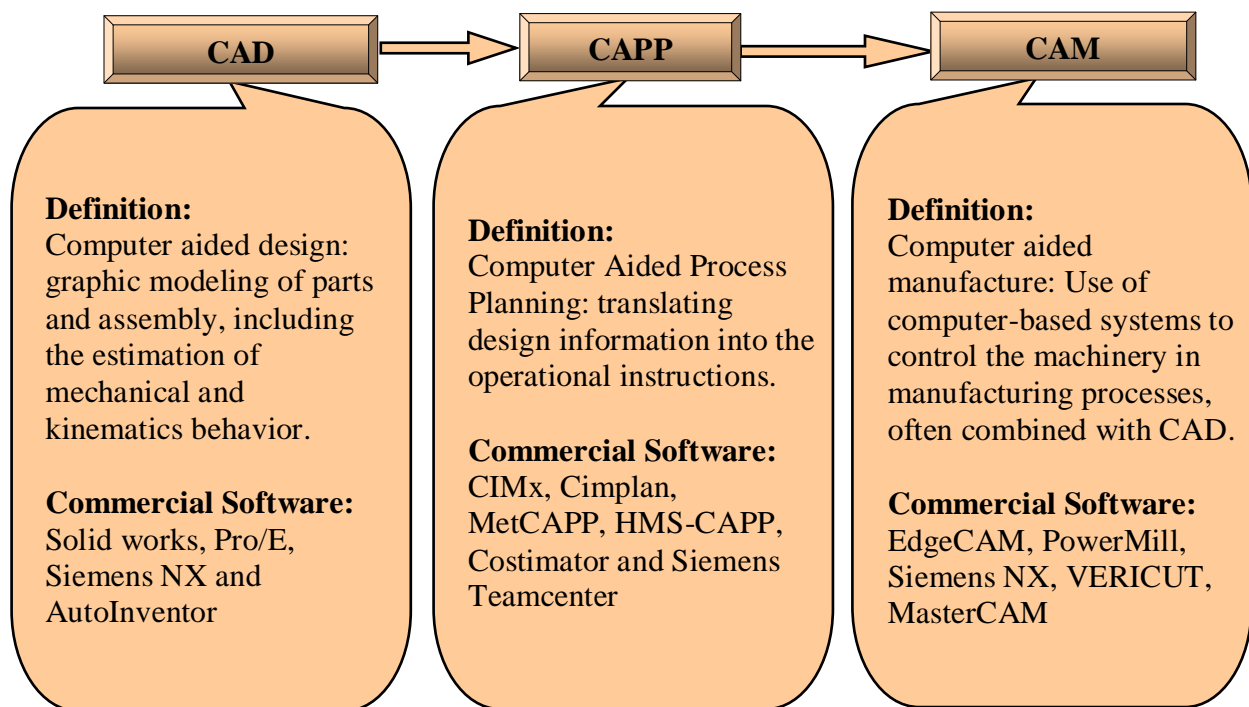 CAD
CAPP
CAM
Definition:
Computer aided design:
graphic modeling of parts
and assembly, including
the estimation of
mechanical and
kinematics behavior.
Commercial Software:
Solid works, Pro/E,
Siemens NX and
AutoInventor
Definition:
Computer Aided Process
Planning: translating
design information into the
operational instructions.
Commercial Software:
CIMx, Cimplan,
MetCAPP, HMS-CAPP,
Costimator and Siemens
Teamcenter
Definition:
Computer aided
manufacture: Use of
computer-based systems to
control the machinery in
manufacturing processes,
often combined with CAD.
Commercial Software:
EdgeCAM, PowerMill,
Siemens NX, VERICUT,
MasterCAM